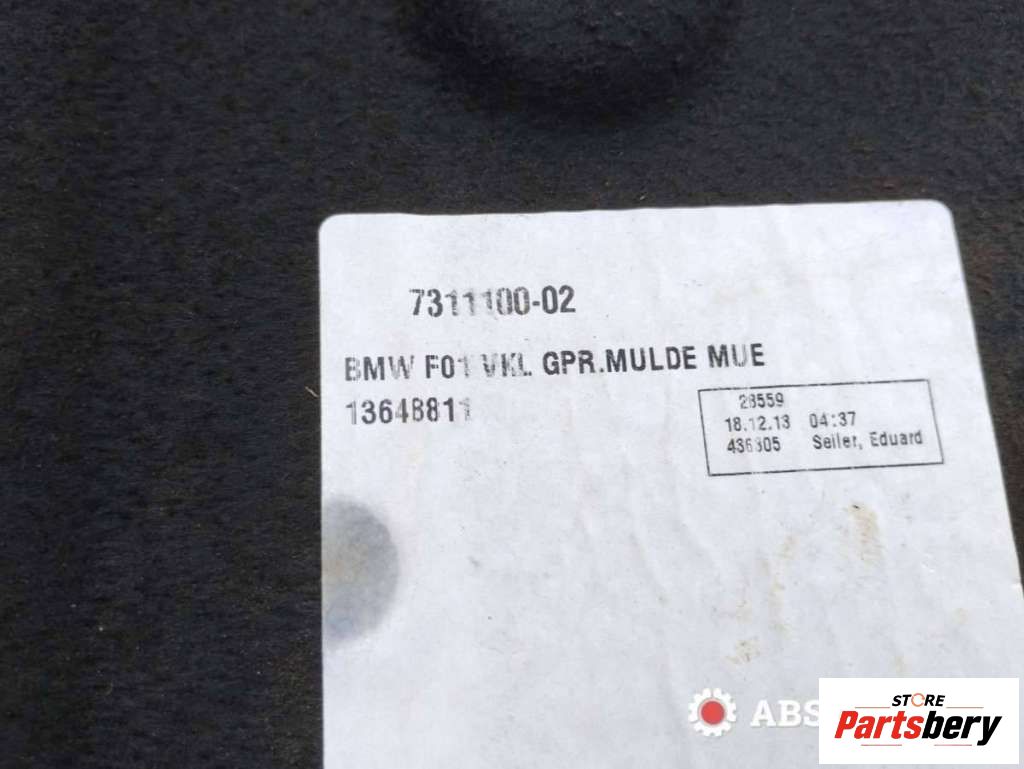 7311100-02
BMW F01 VKL GPR.MULDE MUE
13648811
28559
18.12.13 04:37
436305 Seiler, Eduard
ABS
STORE
Partsbery